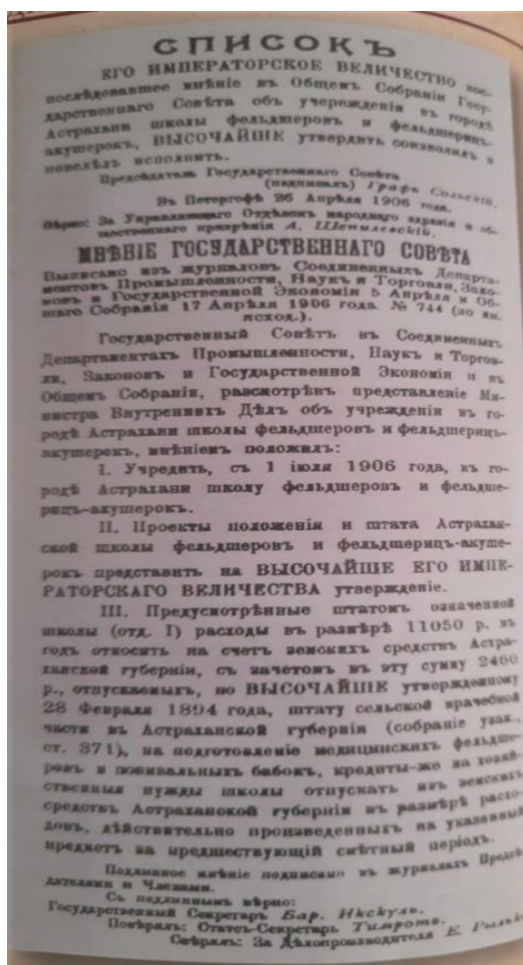 СПИСОКЪ
ЕГО ИМПЕРАТОРСКОЕ ВЕЛИЧЕСТВО вос-
послѣдовавшее мнѣніе въ Общемъ Собраніи Госу-
дарственнаго Совѣта объ учережденіи въ городѣ
Астрахани школы фельдшеровъ и фельдшерицъ-
акушерокъ, ВЫСОЧАЙШЕ утвердить соизволилъ и
повелѣлъ исполнить.
Предсѣдатель Государственнаго Совѣта
(подписалъ) Графъ Сольскій.
Въ Петергофѣ 26 Апрѣля 1906 года.
Вѣрно: За Управляющаго Отдѣломъ народнаго здравія и об-
щественнаго призрѣнія А. Шепилевскій.
МНѢНІЕ ГОСУДАРСТВЕННАГО СОВѢТА
Выписано изъ журналовъ Соединенныхъ Департа-
ментовъ Промышленности, Наукъ и Торговли, Зако-
новъ и Государственной Экономіи 5 Апрѣля и Об-
щаго Собранія 17 Апрѣля 1906 года. № 744 (по
исход.).
Государственный Совѣтъ въ Соединенныхъ
Департаментахъ Промышленности, Наукъ и Торгов-
ли, Законовъ и Государственной Экономіи и въ
Общемъ Собраніи, разсмотрѣвъ представленіе Ми-
нистра Внутреннихъ Дѣлъ объ учрежденіи въ го-
родѣ Астрахани школы фельдшеровъ и фельдшерицъ-
акушерокъ, мнѣніемъ положилъ:
I. Учредить, съ 1 іюля 1906 года, въ го-
родѣ Астрахани школу фельдшеровъ и фельдше-
рицъ-акушерокъ.
II. Проекты положенія и штата Астрахан-
ской школы фельдшеровъ и фельдшерицъ-акуше-
рокъ представить на ВЫСОЧАЙШЕ ЕГО ИМПЕ-
РАТОРСКАГО ВЕЛИЧЕСТВА утвержденіе.
III. Предусмотрѣнные штатомъ означенной
школы (отд. I) расходы въ размѣрѣ 11050 р. въ
годъ относить на счетъ земскихъ средствъ Астра-
ханской губерніи, съ зачетомъ въ эту сумму 2460
р., отпускаемыхъ, по ВЫСОЧАЙШЕ утвержденному
28 Февраля 1894 года, штату сельской врачебной
части въ Астраханской губерніи (собраніе узак.,
ст. 371), на подготовленіе медицинскихъ фельдше-
ровъ и повивальныхъ бабокъ, кредиты-же на хозяй-
ственныя нужды школы отпускать изъ земскихъ
средствъ Астраханской губерніи въ размѣрѣ расхо-
довъ, дѣйствительно произведенныхъ на указанный
предметъ за предшествующій смѣтный періодъ.
Подлинное мнѣніе подписано въ журналахъ Предсѣ-
дателями и Членами.
Съ подлиннымъ вѣрно:
Государственный Секретарь Бар. Икскуль.
Повѣрялъ: Статсъ-Секретарь Тимротъ.
Свѣрялъ: За Дѣлопроизводителя К.